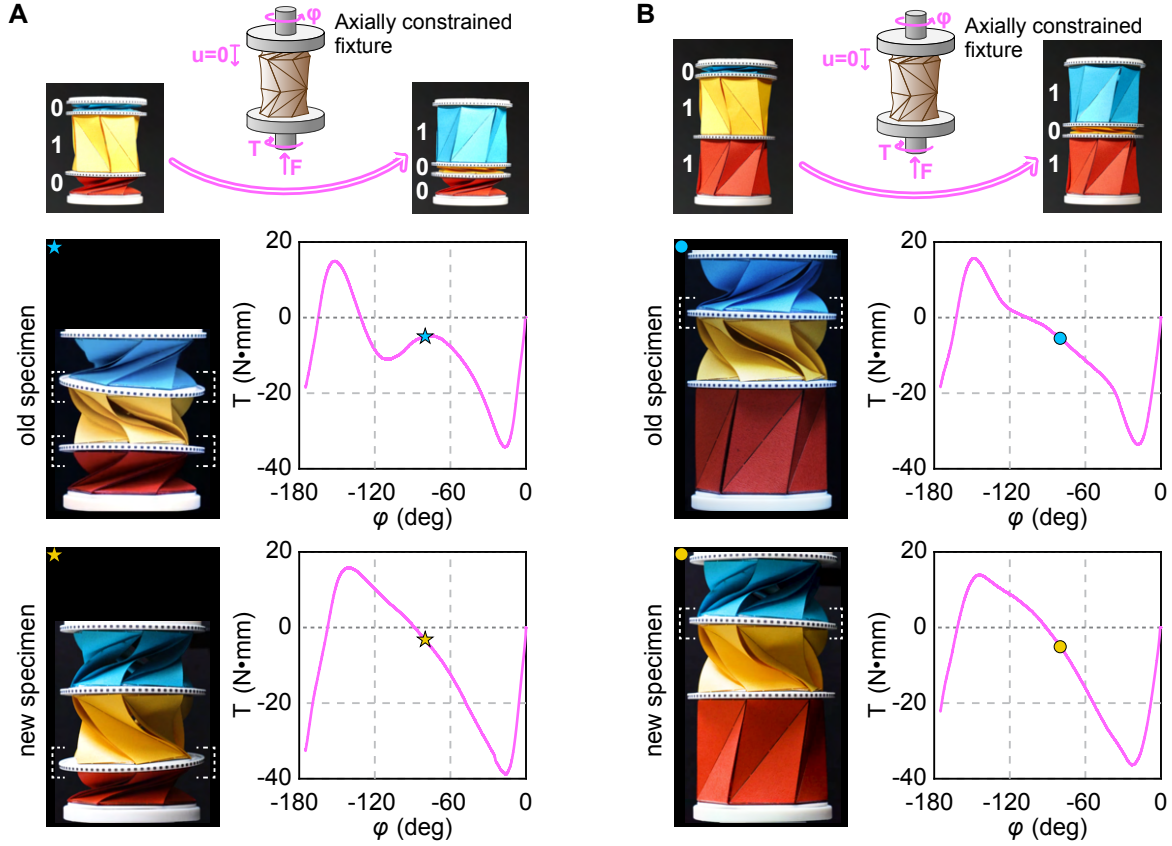 A
φ
Axially constrained
fixture
u=0
0
1
0
T
F
1
0
0
old specimen
T (N•mm)
20
0
-20
-40
-180
-120
-60
0
φ (deg)
new specimen
T (N•mm)
20
0
-20
-40
-180
-120
-60
0
φ (deg)
B
φ
Axially constrained
fixture
u=0
0
1
1
T
F
1
0
1
old specimen
T (N•mm)
20
0
-20
-40
-180
-120
-60
0
φ (deg)
new specimen
T (N•mm)
20
0
-20
-40
-180
-120
-60
0
φ (deg)